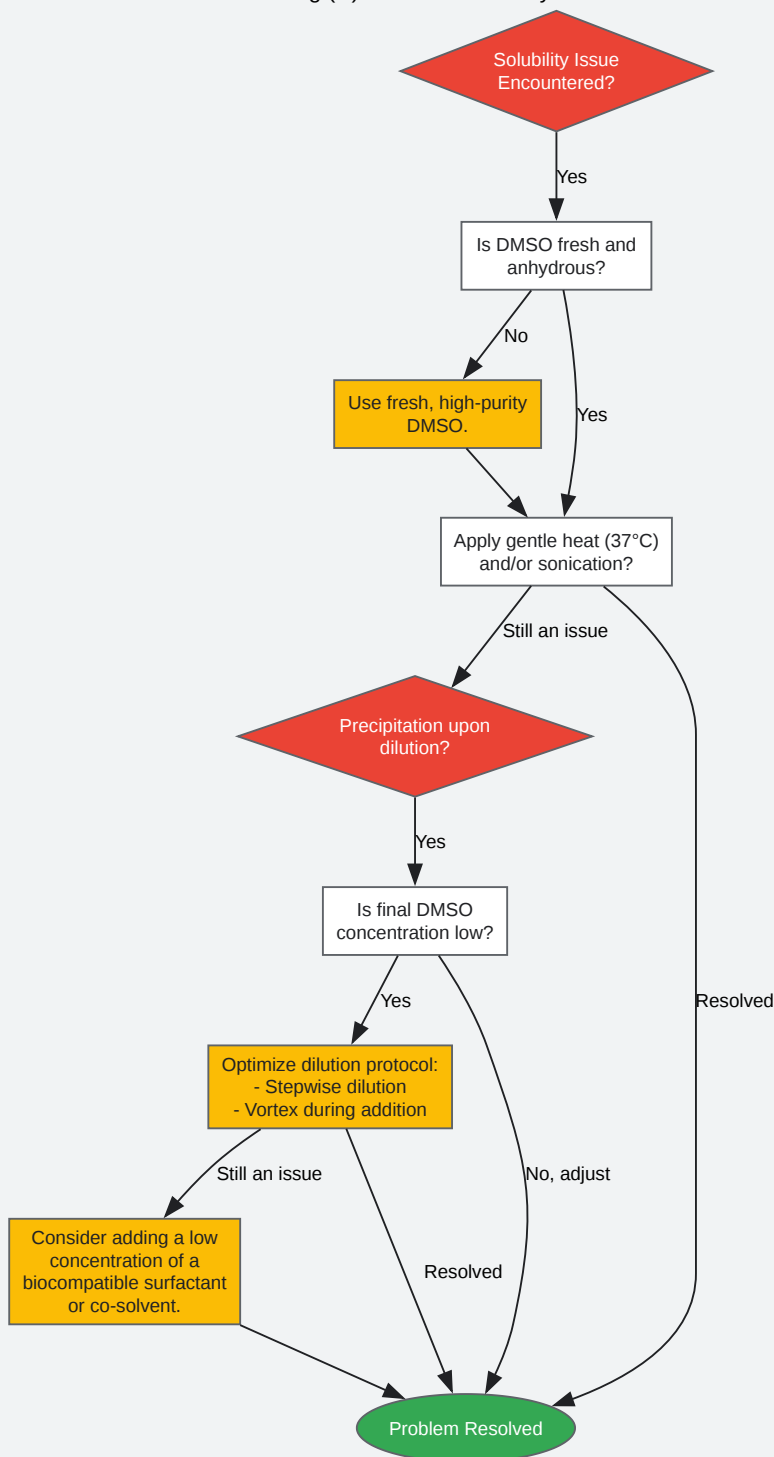 Solubility Issue
Encountered?
Yes
Is DMSO fresh and
anhydrous?
No
Use fresh, high-purity
DMSO.
Yes
Apply gentle heat (37°C)
and/or sonication?
Still an issue
Precipitation upon
dilution?
Yes
Is final DMSO
concentration low?
Yes
Resolved
Optimize dilution protocol:
- Stepwise dilution
- Vortex during addition
Still an issue
No, adjust
Consider adding a low
concentration of a
biocompatible surfactant
or co-solvent.
Resolved
Problem Resolved